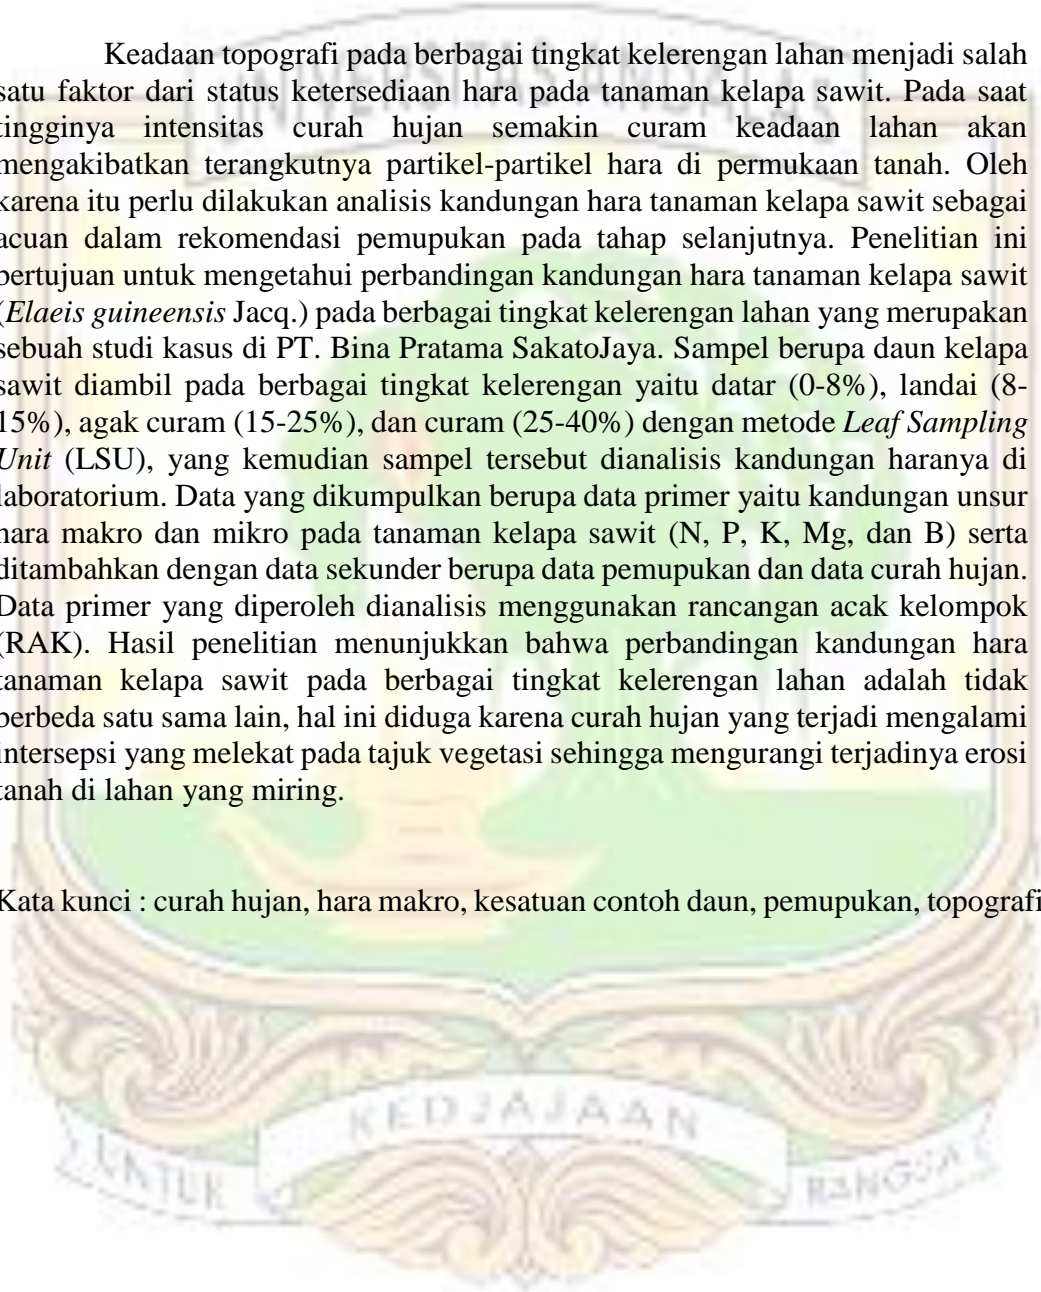 UNIVERSITAS ANDALAS
Keadaan topografi pada berbagai tingkat kelerengan lahan menjadi salah
satu faktor dari status ketersediaan hara pada tanaman kelapa sawit. Pada saat
tingginya intensitas curah hujan semakin curam keadaan lahan akan
mengakibatkan terangkutnya partikel-partikel hara di permukaan tanah. Oleh
karena itu perlu dilakukan analisis kandungan hara tanaman kelapa sawit sebagai
acuan dalam rekomendasi pemupukan pada tahap selanjutnya. Penelitian ini
bertujuan untuk mengetahui perbandingan kandungan hara tanaman kelapa sawit
(Elaeis guineensis Jacq.) pada berbagai tingkat kelerengan lahan yang merupakan
sebuah studi kasus di PT. Bina Pratama SakatoJaya. Sampel berupa daun kelapa
sawit diambil pada berbagai tingkat kelerengan yaitu datar (0-8%), landai (8-
15%), agak curam (15-25%), dan curam (25-40%) dengan metode Leaf Sampling
Unit (LSU), yang kemudian sampel tersebut dianalisis kandungan haranya di
laboratorium. Data yang dikumpulkan berupa data primer yaitu kandungan unsur
hara makro dan mikro pada tanaman kelapa sawit (N, P, K, Mg, dan B) serta
ditambahkan dengan data sekunder berupa data pemupukan dan data curah hujan.
Data primer yang diperoleh dianalisis menggunakan rancangan acak kelompok
(RAK). Hasil penelitian menunjukkan bahwa perbandingan kandungan hara
tanaman kelapa sawit pada berbagai tingkat kelerengan lahan adalah tidak
berbeda satu sama lain, hal ini diduga karena curah hujan yang terjadi mengalami
intersepsi yang melekat pada tajuk vegetasi sehingga mengurangi terjadinya erosi
tanah di lahan yang miring.
Kata kunci : curah hujan, hara makro, kesatuan contoh daun, pemupukan, topografi
UNTUK KEDJAJAAN BANGSA